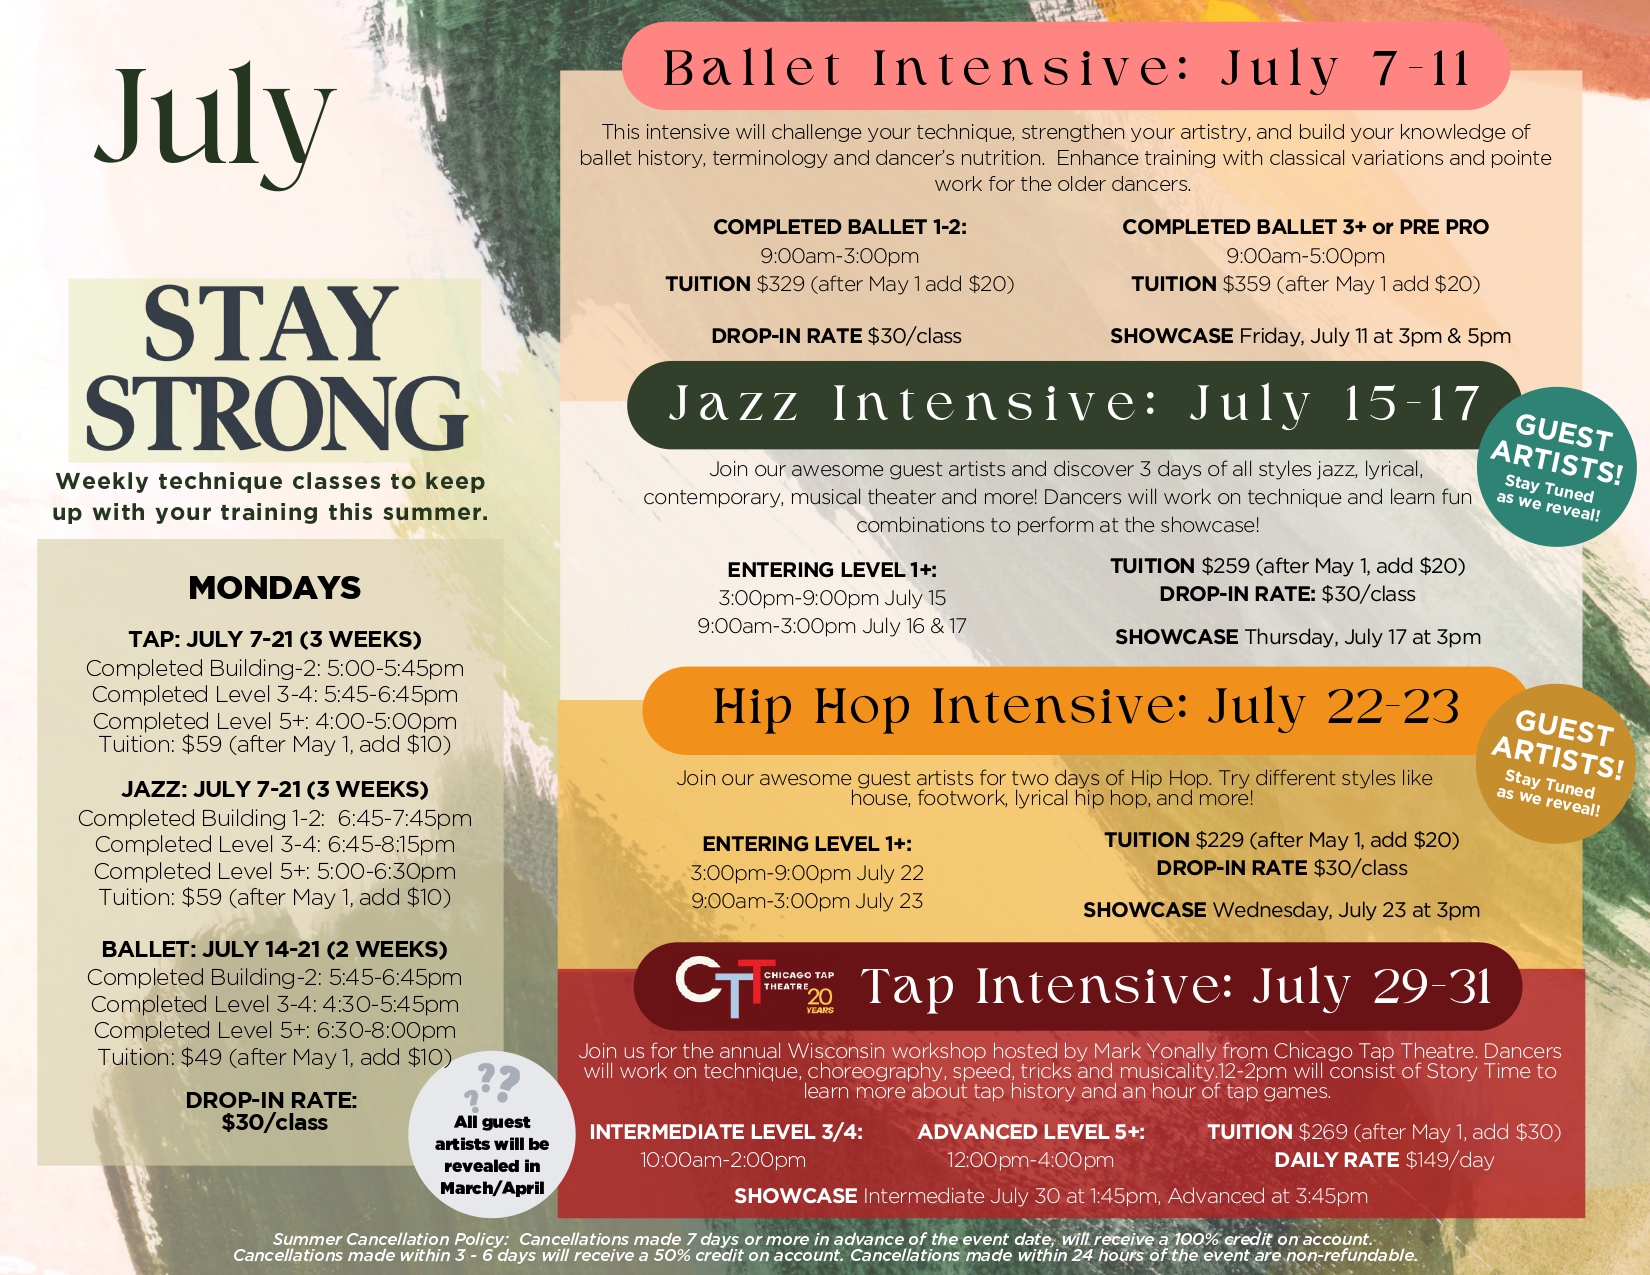 July
STAY
STRONG
Weekly technique classes to keep
up with your training this summer.
MONDAYS
TAP: JULY 7-21 (3 WEEKS)
Completed Building-2: 5:00-5:45pm
Completed Level 3-4: 5:45-6:45pm
Completed Level 5+: 4:00-5:00pm
Tuition: $59 (after May 1, add $10)
JAZZ: JULY 7-21 (3 WEEKS)
Completed Building 1-2:  6:45-7:45pm
Completed Level 3-4: 6:45-8:15pm
Completed Level 5+: 5:00-6:30pm
Tuition: $59 (after May 1, add $10)
BALLET: JULY 14-21 (2 WEEKS)
Completed Building-2: 5:45-6:45pm
Completed Level 3-4: 4:30-5:45pm
Completed Level 5+: 6:30-8:00pm
Tuition: $49 (after May 1, add $10)
DROP-IN RATE:
$30/class
??
?
All guest
artists will be
revealed in
March/April
Ballet Intensive: July 7-11
This intensive will challenge your technique, strengthen your artistry, and build your knowledge of
ballet history, terminology and dancer's nutrition.  Enhance training with classical variations and pointe
work for the older dancers.
COMPLETED BALLET 1-2:
9:00am-3:00pm
TUITION $329 (after May 1 add $20)
DROP-IN RATE $30/class
COMPLETED BALLET 3+ or PRE PRO
9:00am-5:00pm
TUITION $359 (after May 1 add $20)
SHOWCASE Friday, July 11 at 3pm & 5pm
Jazz Intensive: July 15-17
GUEST
ARTISTS!
Stay Tuned
as we reveal!
Join our awesome guest artists and discover 3 days of all styles jazz, lyrical,
contemporary, musical theater and more! Dancers will work on technique and learn fun
combinations to perform at the showcase!
ENTERING LEVEL 1+:
3:00pm-9:00pm July 15
9:00am-3:00pm July 16 & 17
TUITION $259 (after May 1, add $20)
DROP-IN RATE: $30/class
SHOWCASE Thursday, July 17 at 3pm
Hip Hop Intensive: July 22-23
GUEST
ARTISTS!
Stay Tuned
as we reveal!
Join our awesome guest artists for two days of Hip Hop. Try different styles like
house, footwork, lyrical hip hop, and more!
ENTERING LEVEL 1+:
3:00pm-9:00pm July 22
9:00am-3:00pm July 23
TUITION $229 (after May 1, add $20)
DROP-IN RATE $30/class
SHOWCASE Wednesday, July 23 at 3pm
CTT
CHICAGO TAP
THEATRE
20
YEARS
Tap Intensive: July 29-31
Join us for the annual Wisconsin workshop hosted by Mark Yonally from Chicago Tap Theatre. Dancers
will work on technique, choreography, speed, tricks and musicality.12-2pm will consist of Story Time to
learn more about tap history and an hour of tap games.
INTERMEDIATE LEVEL 3/4:
10:00am-2:00pm
ADVANCED LEVEL 5+:
12:00pm-4:00pm
TUITION $269 (after May 1, add $30)
DAILY RATE $149/day
SHOWCASE Intermediate July 30 at 1:45pm, Advanced at 3:45pm
Summer Cancellation Policy:  Cancellations made 7 days or more in advance of the event date, will receive a 100% credit on account.
Cancellations made within 3 - 6 days will receive a 50% credit on account. Cancellations made within 24 hours of the event are non-refundable.